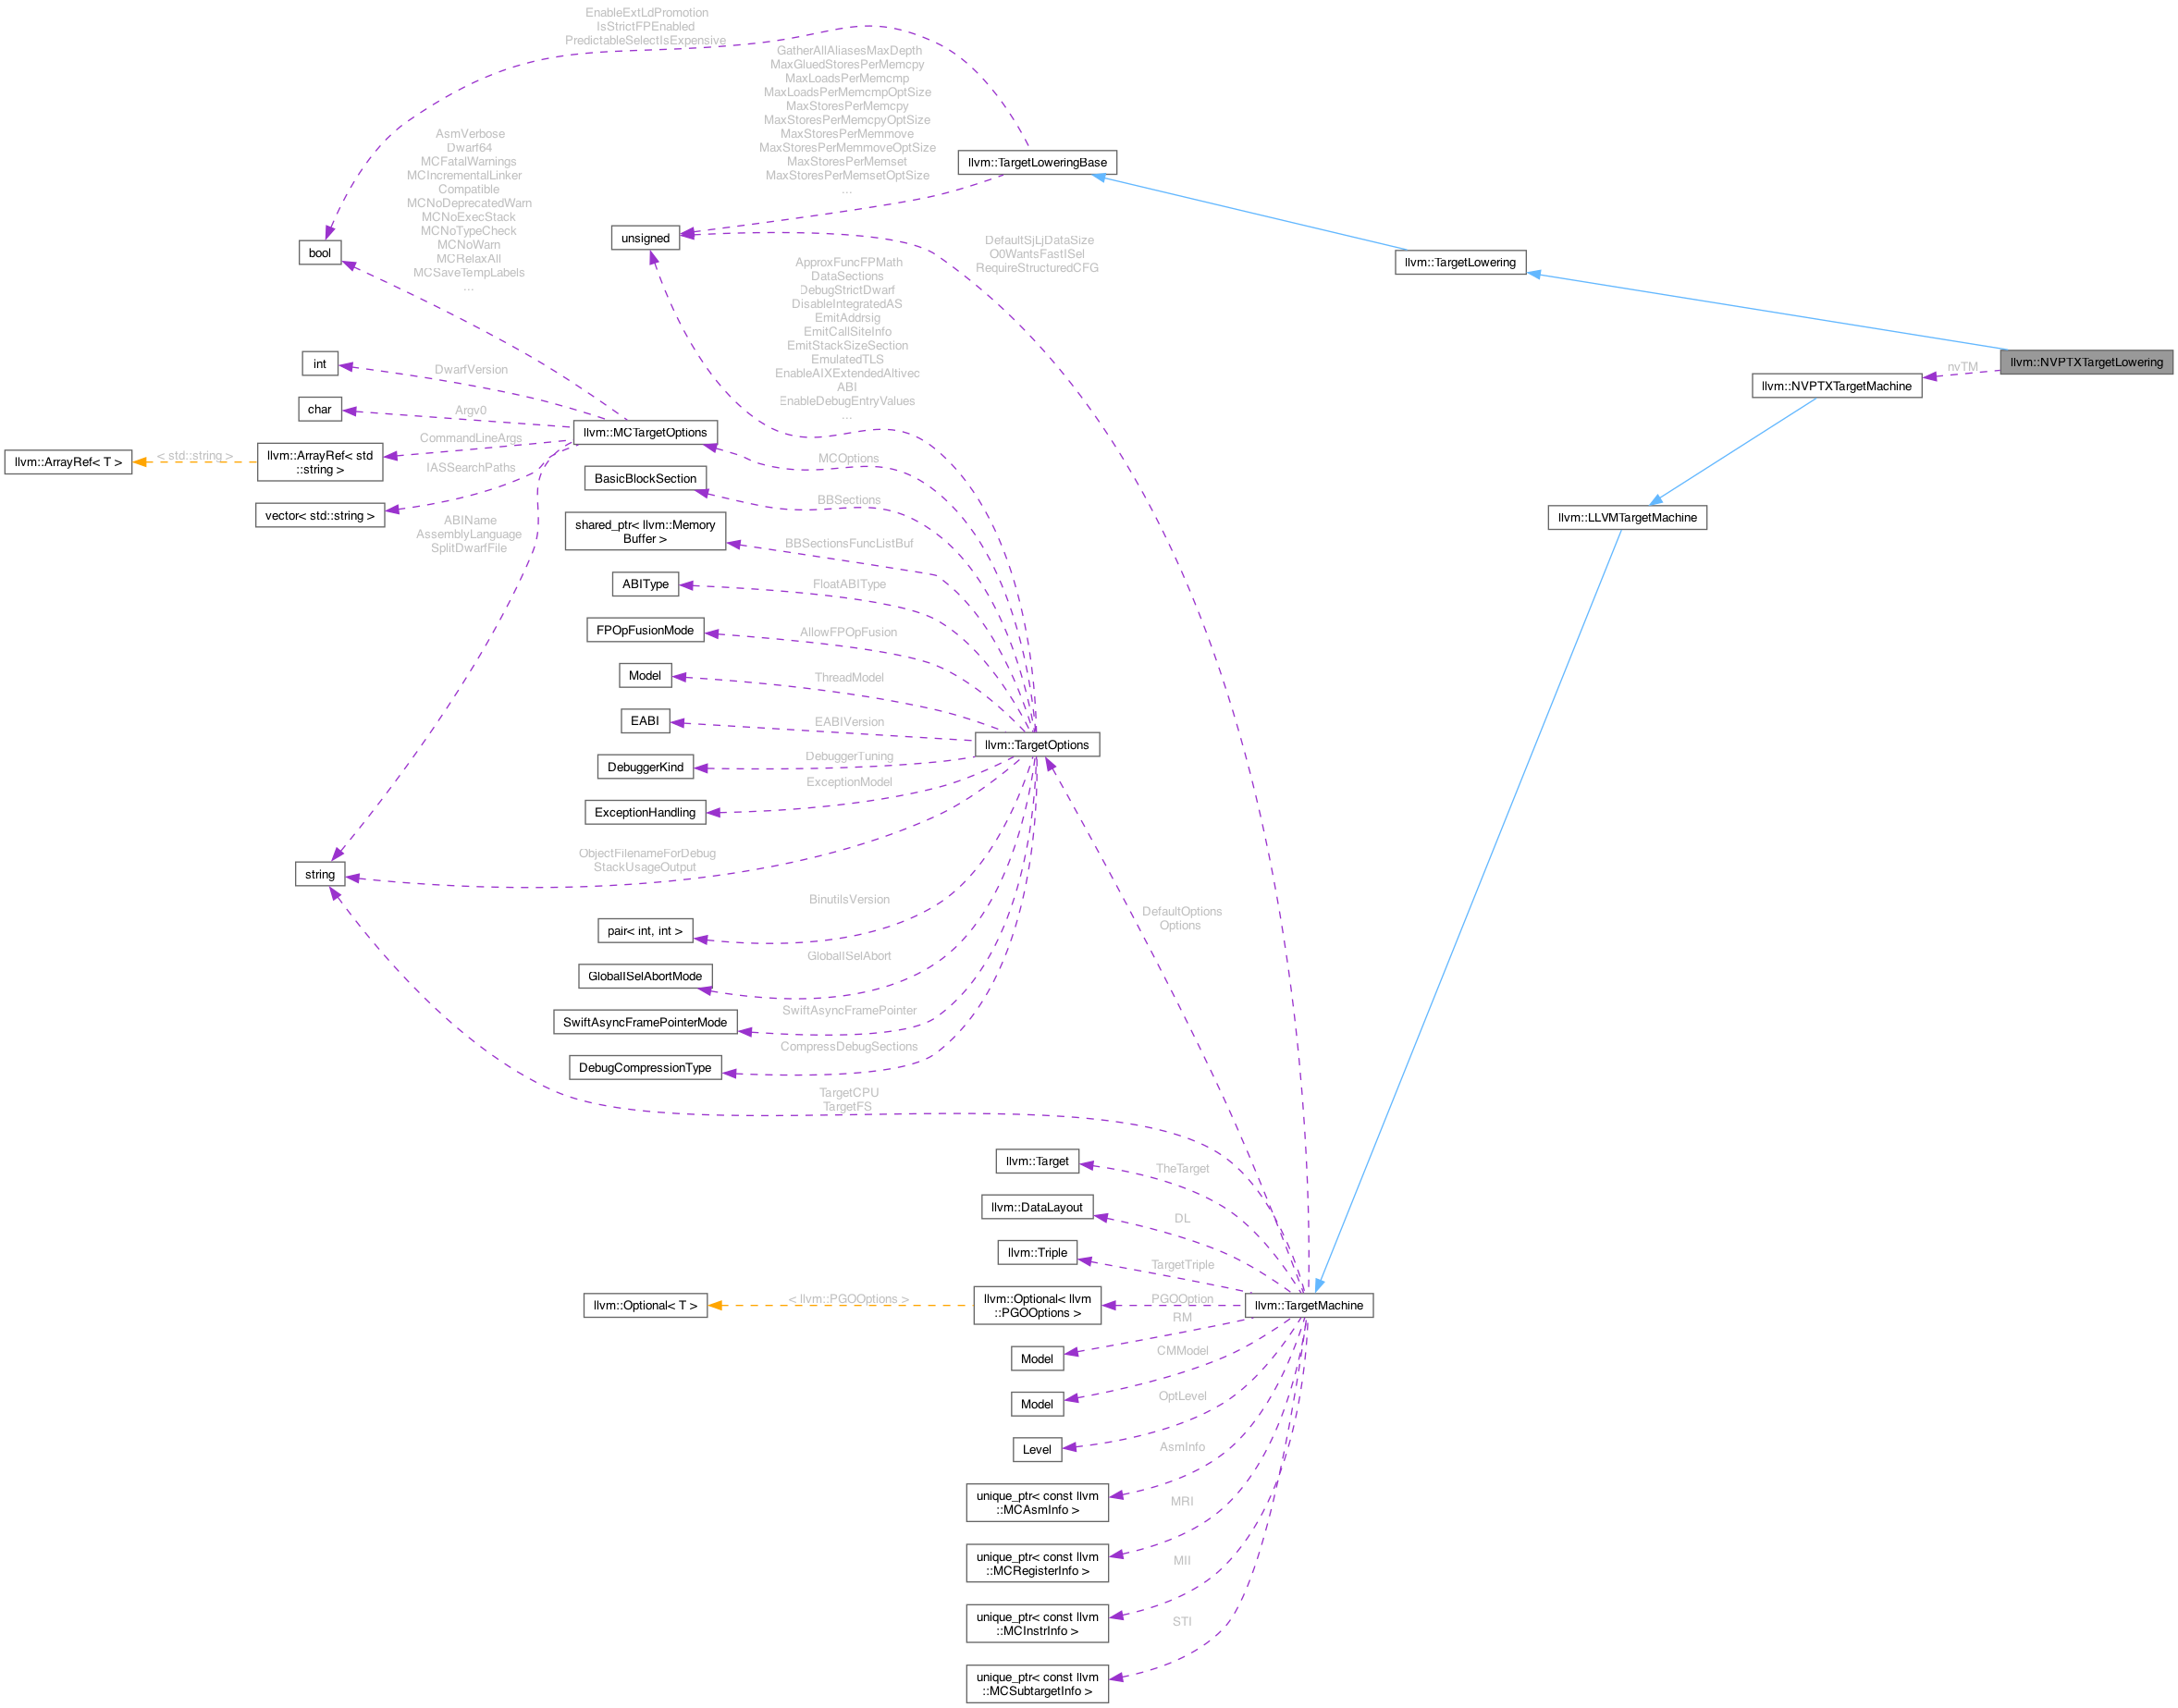 EnableExtLdPromotion
IsStrictFPEnabled
PredictableSelectIsExpensive
GatherAllAliasesMaxDepth
MaxGluedStoresPerMemcpy
MaxLoadsPerMemcmp
MaxLoadsPerMemcmpOptSize
MaxStoresPerMemcpy
MaxStoresPerMemcpyOptSize
MaxStoresPerMemmove
MaxStoresPerMemmoveOptSize
MaxStoresPerMemset
MaxStoresPerMemsetOptSize
...
AsmVerbose
Dwarf64
MCFatalWarnings
MCIncrementalLinker
Compatible
MCNoDeprecatedWarn
MCNoExecStack
MCNoTypeCheck
MCNoWarn
MCRelaxAll
MCSaveTempLabels
...
llvm::TargetLoweringBase
unsigned
bool
DefaultSjLjDataSize
O0WantsFastISel
RequireStructuredCFG
llvm::TargetLowering
ApproxFuncFPMath
DataSections
DebugStrictDwarf
DisableIntegratedAS
EmitAddrsig
EmitCallSiteInfo
EmitStackSizeSection
EmulatedTLS
EnableAIXExtendedAltivec
ABI
EnableDebugEntryValues
...
int
DwarfVersion
nvTM
llvm::NVPTXTargetLowering
llvm::NVPTXTargetMachine
char
Argv0
llvm::MCTargetOptions
CommandLineArgs
llvm::ArrayRef< T >
< std::string >
llvm::ArrayRef< std
::string >
IASSearchPaths
MCOptions
BasicBlockSection
BBSections
vector< std::string >
ABIName
AssemblyLanguage
SplitDwarfFile
shared_ptr< llvm::Memory
Buffer >
BBSectionsFuncListBuf
llvm::LLVMTargetMachine
ABIType
FloatABIType
FPOpFusionMode
AllowFPOpFusion
Model
ThreadModel
EABI
EABIVersion
llvm::TargetOptions
DebuggerKind
DebuggerTuning
ExceptionModel
ExceptionHandling
ObjectFilenameForDebug
StackUsageOutput
string
BinutilsVersion
pair< int, int >
DefaultOptions
Options
GlobalISelAbort
GlobalISelAbortMode
SwiftAsyncFramePointer
SwiftAsyncFramePointerMode
CompressDebugSections
DebugCompressionType
TargetCPU
TargetFS
llvm::Target
TheTarget
llvm::DataLayout
DL
llvm::Triple
TargetTriple
llvm::Optional< T >
< llvm::PGOOptions >
llvm::Optional< llvm
::PGOOptions >
PGOOption
llvm::TargetMachine
RM
Model
CMModel
Model
OptLevel
Level
AsmInfo
unique_ptr< const llvm
::MCAsmInfo >
MRI
unique_ptr< const llvm
::MCRegisterInfo >
MII
unique_ptr< const llvm
::MCInstrInfo >
STI
unique_ptr< const llvm
::MCSubtargetInfo >